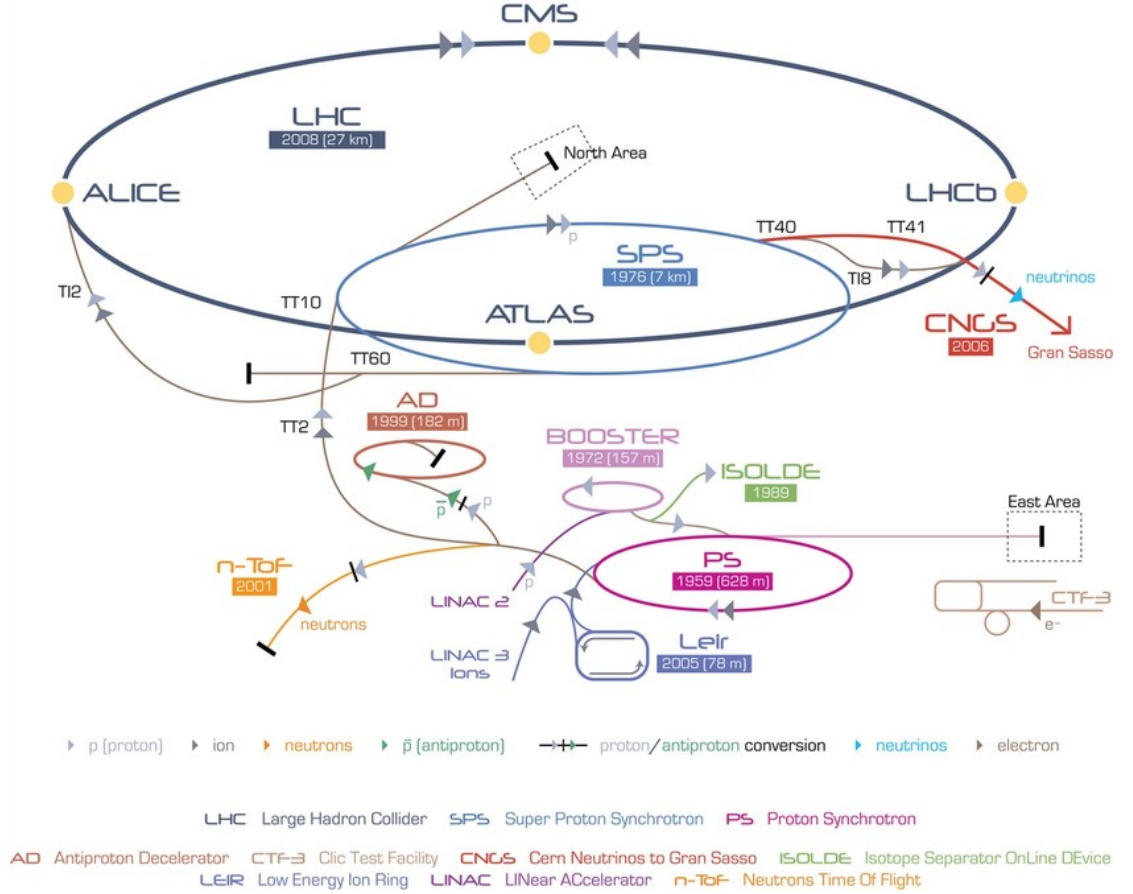 CMS
LHC
2008 (27 km)
North Area
ALICE
LHCb
TT40
TT41
p
SPS
1976 (7 km)
TI8
neutrinos
TI2
TT10
ATLAS
CNGS
2006
Gran Sasso
TT60
AD
1999 (182 m)
TT2
BOOSTER
1972 (157 m)
ISOLDE
1989
p̅
p
East Area
n-ToF
2001
PS
1959 (628 m)
LINAC 2
p
neutrons
CTF-3
e-
LINAC 3
Ions
Leir
2005 (78 m)
p (proton) ion neutrons p̅ (antiproton) proton/antiproton conversion neutrinos electron
LHC Large Hadron Collider SPS Super Proton Synchrotron PS Proton Synchrotron
AD Antiproton Decelerator CTF-3 Clic Test Facility CNGS Cern Neutrinos to Gran Sasso ISOLDE Isotope Separator OnLine DEvice
LEIR Low Energy Ion Ring LINAC LINear ACcelerator n-ToF Neutrons Time Of Flight